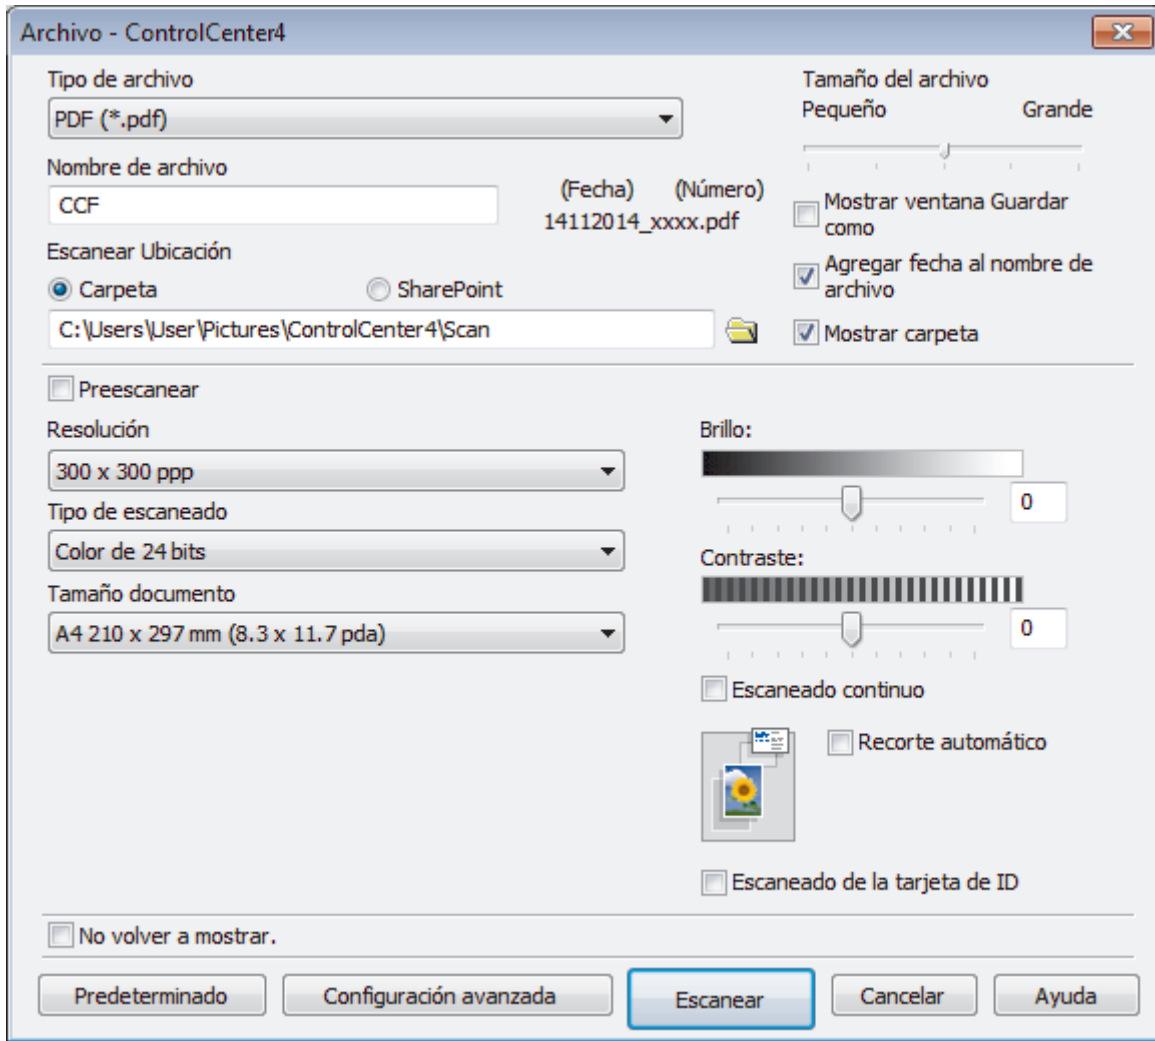 Archivo - ControlCenter4
Tipo de archivo
PDF (*.pdf)
Nombre de archivo
CCF
(Fecha) (Número)
14112014_xxxx.pdf
Escanear Ubicación
Carpeta
SharePoint
C:\Users\User\Pictures\ControlCenter4\Scan
Tamaño del archivo
Pequeño Grande
Mostrar ventana Guardar
como
Agregar fecha al nombre de
archivo
Mostrar carpeta
Preescanear
Resolución
300 x 300 ppp
Tipo de escaneado
Color de 24 bits
Tamaño documento
A4 210 x 297 mm (8.3 x 11.7 pda)
Brillo:
0
Contraste:
0
Escaneado continuo
Recorte automático
Escaneado de la tarjeta de ID
No volver a mostrar.
Predeterminado
Configuración avanzada
Escanear
Cancelar
Ayuda